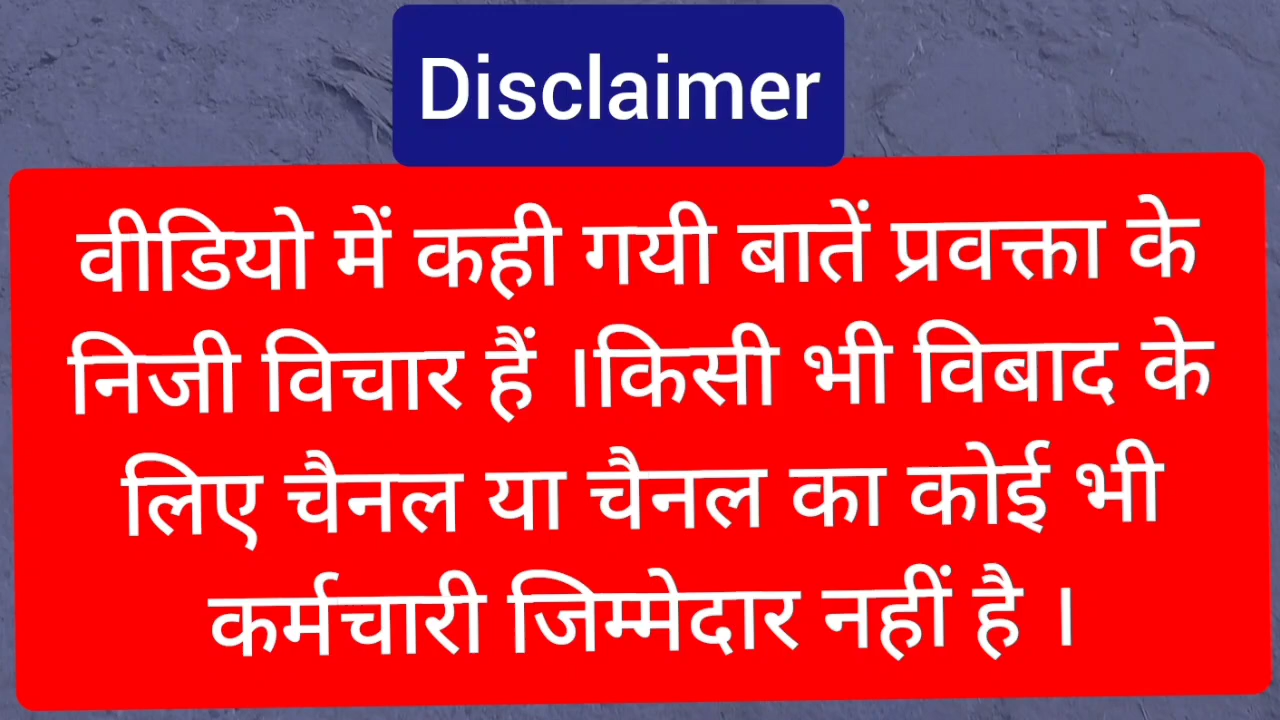 Disclaimer
वीडियो में कही गयी बातें प्रवक्ता के
निजी विचार हैं ।किसी भी विबाद के
लिए चैनल या चैनल का कोई भी
कर्मचारी जिम्मेदार नहीं है ।